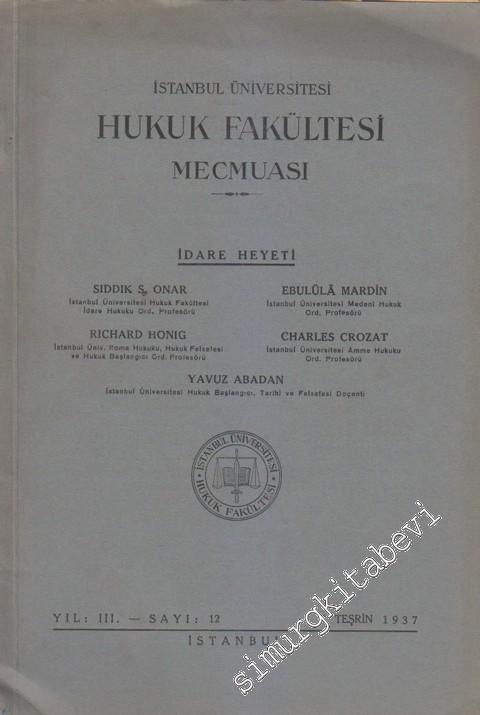 İSTANBUL ÜNİVERSİTESİ
HUKUK FAKÜLTESİ
MECMUASI
İDARE HEYETİ
SIDDIK S. ONAR
İstanbul Üniversitesi Hukuk Fakültesi
İdare Hukuku Ord. Profesörü
EBULÛLÂ MARDİN
İstanbul Üniversitesi Medenî Hukuk
Ord. Profesörü
RICHARD HONIG
İstanbul Üniv. Roma Hukuku, Hukuk Felsefesi
ve Hukuk Başlangıcı Ord. Profesörü
CHARLES CROZAT
İstanbul Üniversitesi Âmme Hukuku
Ord. Profesörü
YAVUZ ABADAN
İstanbul Üniversitesi Hukuk Başlangıcı, Tarihi ve Felsefesi Doçenti
İSTANBUL ÜNİVERSİTESİ
HUKUK FAKÜLTESİ
YIL: III. — SAYI: 12
TEŞRİN 1937
İSTANBUL
simurgkitabevi